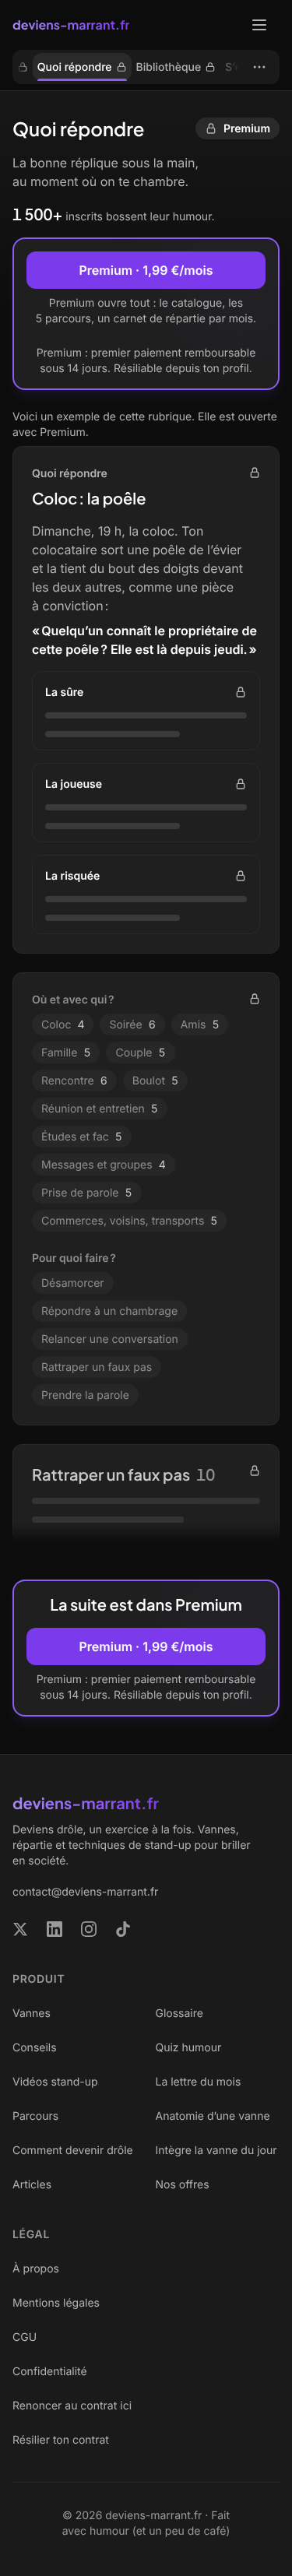 deviens-marrant.fr
Quoi répondre
Bibliothèque
Quoi répondre
Premium
La bonne réplique sous la main,
au moment où on te chambre.
1 500+ inscrits bossent leur humour.
Premium · 1,99 €/mois
Premium ouvre tout : le catalogue, les
5 parcours, un carnet de répartie par mois.
Premium : premier paiement remboursable
sous 14 jours. Résiliable depuis ton profil.
Voici un exemple de cette rubrique. Elle est ouverte
avec Premium.
Quoi répondre
Coloc : la poêle
Dimanche, 19 h, la coloc. Ton
colocataire sort une poêle de l’évier
et la tient du bout des doigts devant
les deux autres, comme une pièce
à conviction :
« Quelqu’un connaît le propriétaire de
cette poêle ? Elle est là depuis jeudi. »
La sûre
La joueuse
La risquée
Où et avec qui ?
Coloc 4 Soirée 6 Amis 5
Famille 5 Couple 5
Rencontre 6 Boulot 5
Réunion et entretien 5
Études et fac 5
Messages et groupes 4
Prise de parole 5
Commerces, voisins, transports 5
Pour quoi faire ?
Désamorcer
Répondre à un chambrage
Relancer une conversation
Rattraper un faux pas
Prendre la parole
Rattraper un faux pas 10
La suite est dans Premium
Premium · 1,99 €/mois
Premium : premier paiement remboursable
sous 14 jours. Résiliable depuis ton profil.
deviens-marrant.fr
Deviens drôle, un exercice à la fois. Vannes,
répartie et techniques de stand-up pour briller
en société.
contact@deviens-marrant.fr
PRODUIT
Vannes Glossaire
Conseils Quiz humour
Vidéos stand-up La lettre du mois
Parcours Anatomie d’une vanne
Comment devenir drôle Intègre la vanne du jour
Articles Nos offres
LÉGAL
À propos
Mentions légales
CGU
Confidentialité
Renoncer au contrat ici
Résilier ton contrat
© 2026 deviens-marrant.fr · Fait
avec humour (et un peu de café)